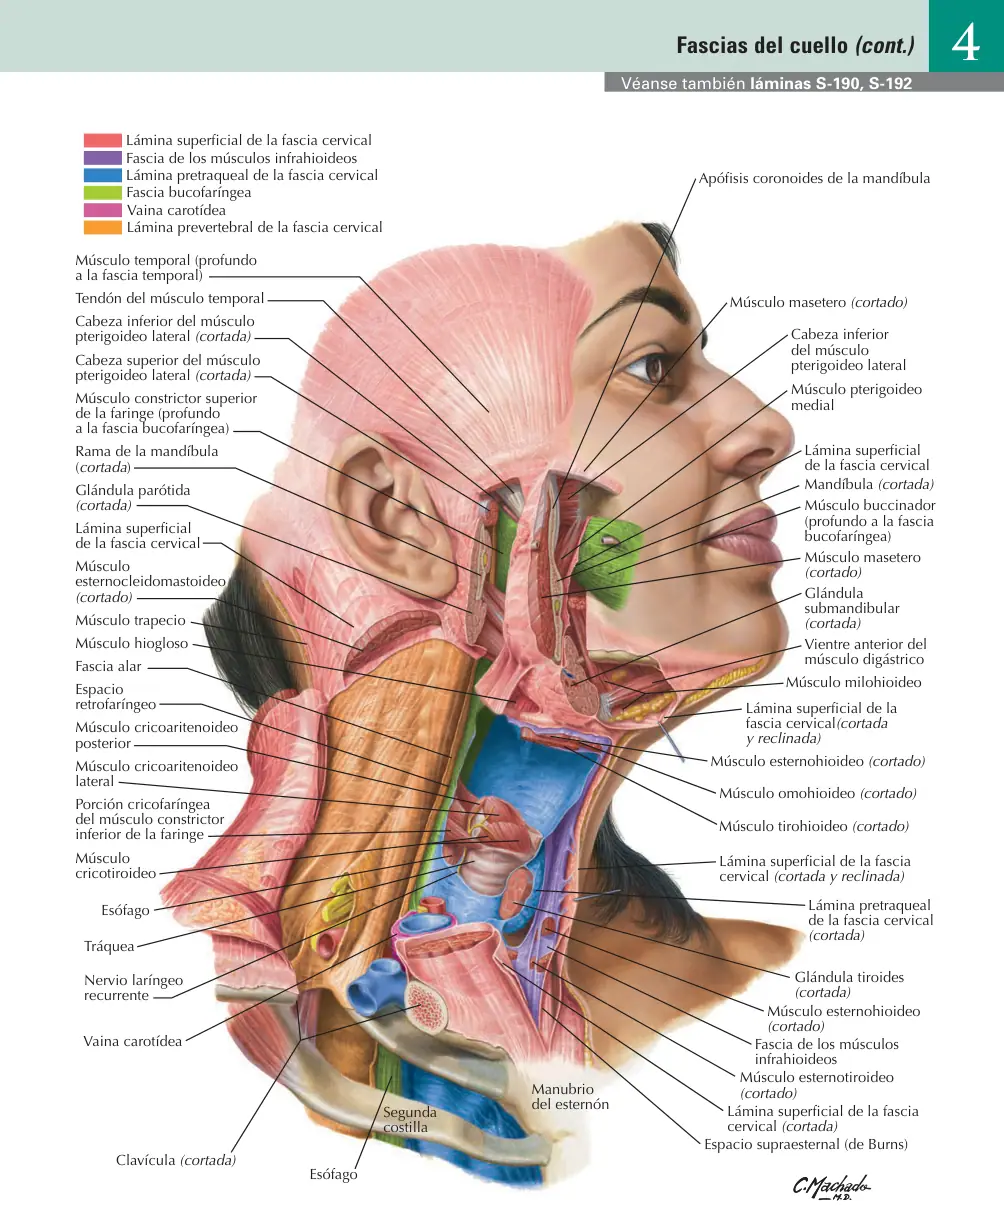 Fascias del cuello (cont.)
4
Véanse también láminas S-190, S-192
Lámina superficial de la fascia cervical
Fascia de los músculos infrahioideos
Lámina pretraqueal de la fascia cervical
Fascia bucofaríngea
Vaina carotídea
Lámina prevertebral de la fascia cervical
Músculo temporal (profundo
a la fascia temporal)
Tendón del músculo temporal
Cabeza inferior del músculo
pterigoideo lateral (cortada)
Cabeza superior del músculo
pterigoideo lateral (cortada)
Músculo constrictor superior
de la faringe (profundo
a la fascia bucofaríngea)
Rama de la mandíbula
(cortada)
Glándula parótida
(cortada)
Lámina superficial
de la fascia cervical
Músculo
esternocleidomastoideo
(cortado)
Músculo trapecio
Músculo hiogloso
Fascia alar
Espacio
retrofaríngeo
Músculo cricoaritenoideo
posterior
Músculo cricoaritenoideo
lateral
Porción cricofaríngea
del músculo constrictor
inferior de la faringe
Músculo
cricotiroideo
Esófago
Tráquea
Nervio laríngeo
recurrente
Vaina carotídea
Clavícula (cortada)
Esófago
Segunda
costilla
Manubrio
del esternón
Apófisis coronoides de la mandíbula
Músculo masetero (cortado)
Cabeza inferior
del músculo
pterigoideo lateral
Músculo pterigoideo
medial
Lámina superficial
de la fascia cervical
Mandíbula (cortada)
Músculo buccinador
(profundo a la fascia
bucofaríngea)
Músculo masetero
(cortado)
Glándula
submandibular
(cortada)
Vientre anterior del
músculo digástrico
Músculo milohioideo
Lámina superficial de la
fascia cervical(cortada
y reclinada)
Músculo esternohioideo (cortado)
Músculo omohioideo (cortado)
Músculo tirohioideo (cortado)
Lámina superficial de la fascia
cervical (cortada y reclinada)
Lámina pretraqueal
de la fascia cervical
(cortada)
Glándula tiroides
(cortada)
Músculo esternohioideo
(cortado)
Fascia de los músculos
infrahioideos
Músculo esternotiroideo
(cortado)
Lámina superficial de la fascia
cervical (cortada)
Espacio supraesternal (de Burns)
C.Machado
M.D.